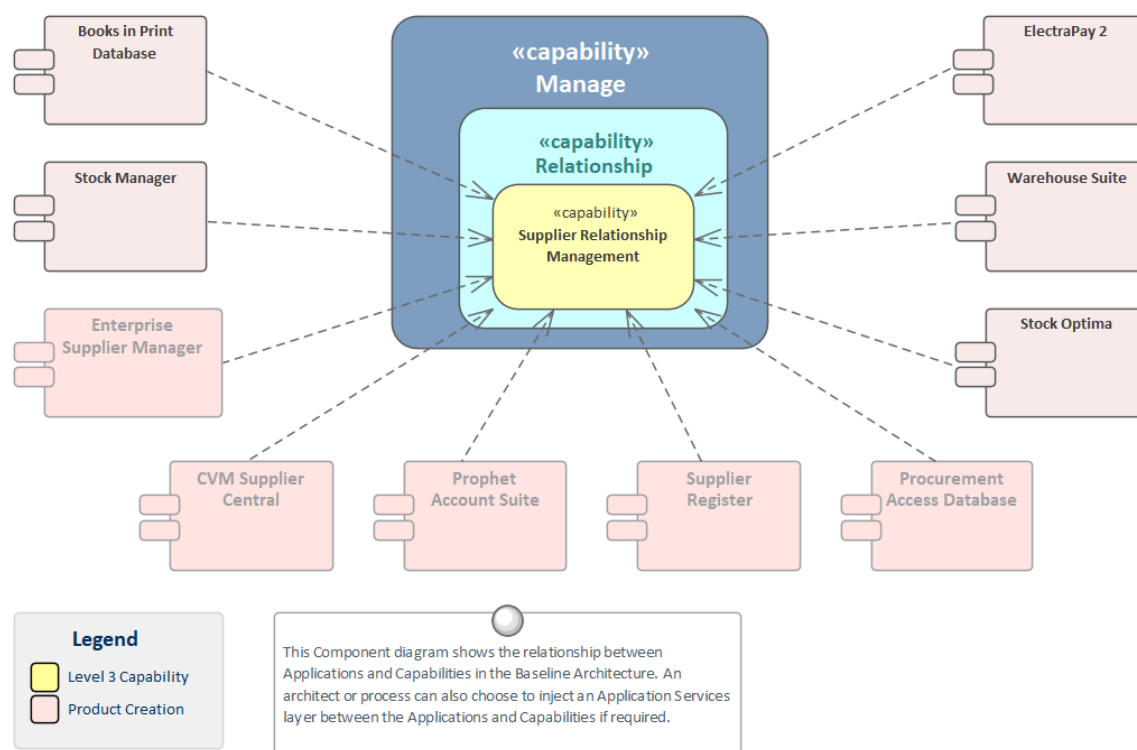 Books in Print
Database
«capability»
Manage
ElectraPay 2
«capability»
Relationship
Stock Manager
Warehouse Suite
«capability»
Supplier Relationship
Management
Enterprise
Supplier Manager
Stock Optima
CVM Supplier
Central
Prophet
Account Suite
Supplier
Register
Procurement
Access Database
Legend
Level 3 Capability
Product Creation
This Component diagram shows the relationship between
Applications and Capabilities in the Baseline Architecture. An
architect or process can also choose to inject an Application Services
layer between the Applications and Capabilities if required.